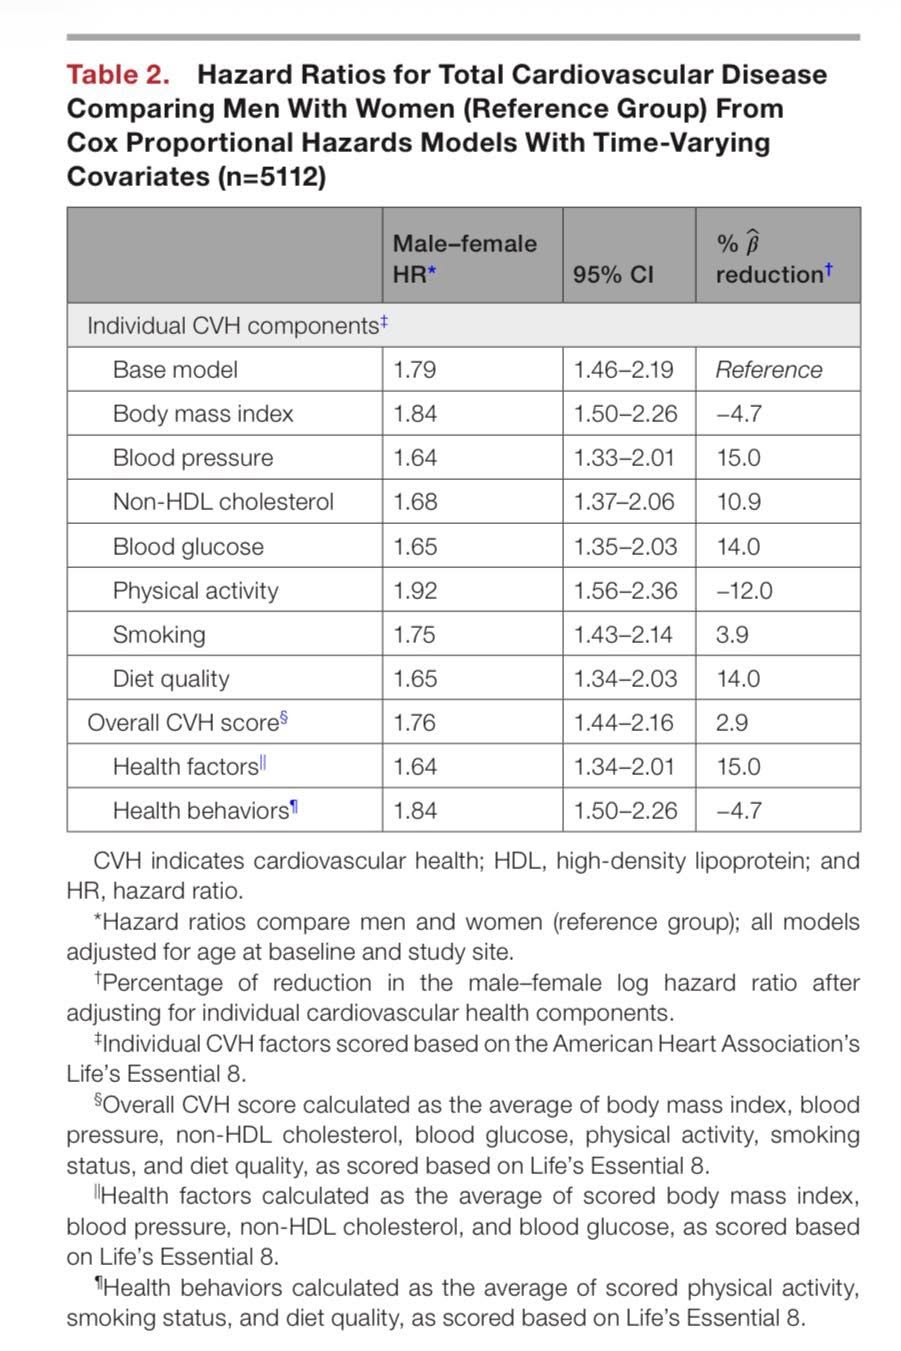 Table 2. Hazard Ratios for Total Cardiovascular Disease
Comparing Men With Women (Reference Group) From
Cox Proportional Hazards Models With Time-Varying
Covariates (n=5112)
Male–female HR* 95% CI % β̂ reduction†
Individual CVH components‡
Base model 1.79 1.46–2.19 Reference
Body mass index 1.84 1.50–2.26 –4.7
Blood pressure 1.64 1.33–2.01 15.0
Non-HDL cholesterol 1.68 1.37–2.06 10.9
Blood glucose 1.65 1.35–2.03 14.0
Physical activity 1.92 1.56–2.36 –12.0
Smoking 1.75 1.43–2.14 3.9
Diet quality 1.65 1.34–2.03 14.0
Overall CVH score§ 1.76 1.44–2.16 2.9
Health factors‖ 1.64 1.34–2.01 15.0
Health behaviors¶ 1.84 1.50–2.26 –4.7
CVH indicates cardiovascular health; HDL, high-density lipoprotein; and
HR, hazard ratio.
*Hazard ratios compare men and women (reference group); all models
adjusted for age at baseline and study site.
†Percentage of reduction in the male–female log hazard ratio after
adjusting for individual cardiovascular health components.
‡Individual CVH factors scored based on the American Heart Association’s
Life’s Essential 8.
§Overall CVH score calculated as the average of body mass index, blood
pressure, non-HDL cholesterol, blood glucose, physical activity, smoking
status, and diet quality, as scored based on Life’s Essential 8.
‖Health factors calculated as the average of scored body mass index,
blood pressure, non-HDL cholesterol, and blood glucose, as scored based
on Life’s Essential 8.
¶Health behaviors calculated as the average of scored physical activity,
smoking status, and diet quality, as scored based on Life’s Essential 8.